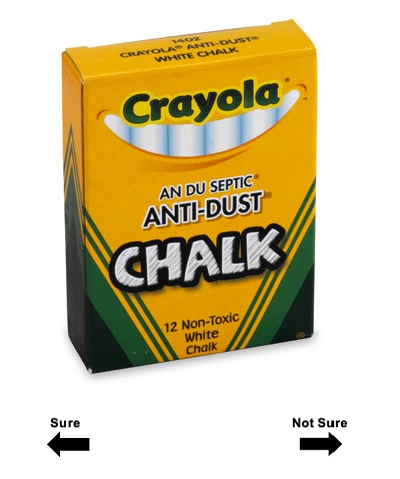 1402
CRAYOLA® ANTI-DUST®
WHITE CHALK
Crayola®
AN DU SEPTIC®
ANTI-DUST®
CHALK
12 Non-Toxic
White
Chalk
Sure
Not Sure